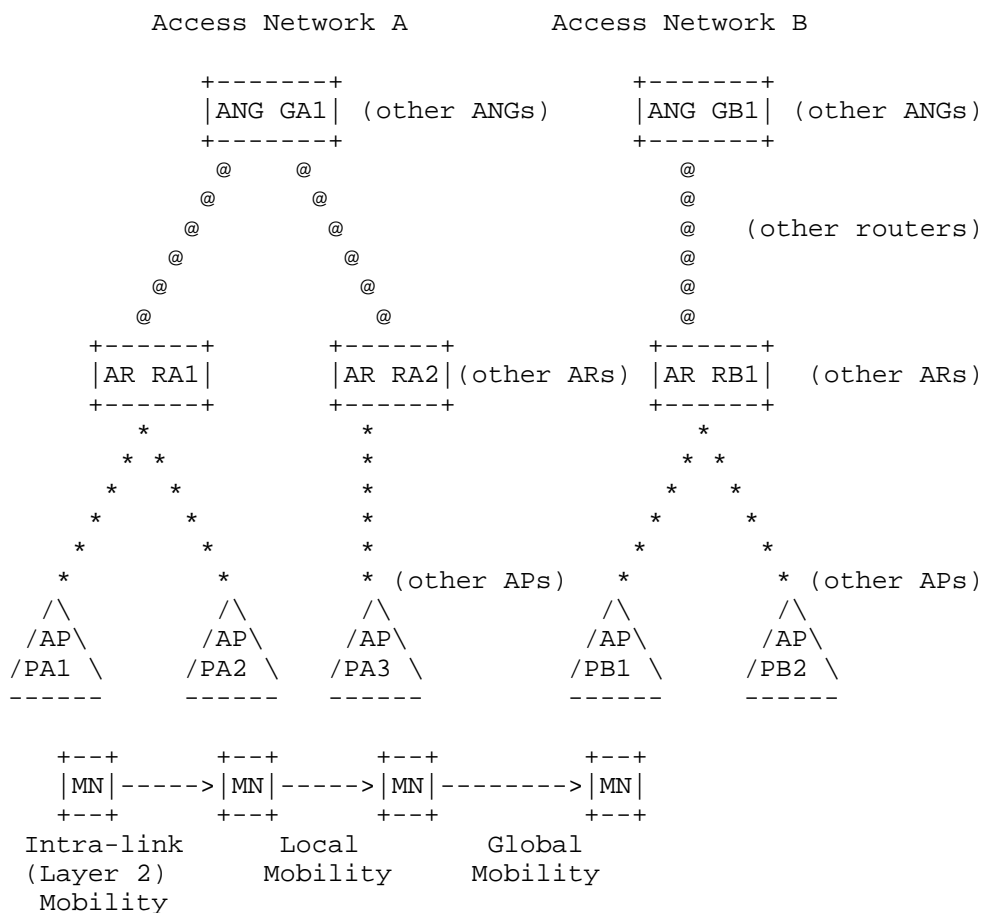 Access Network A          Access Network B
+-------+                   +-------+
|ANG GA1| (other ANGs)      |ANG GB1| (other ANGs)
+-------+                   +-------+
@    @                       @
@      @                      @
@        @                     @   (other routers)
@          @                    @
@            @                   @
@              @                  @
+------+       +------+            +------+
|AR RA1|       |AR RA2|(other ARs) |AR RB1|  (other ARs)
+------+       +------+            +------+
*             *                    *
* *            *                   * *
*   *           *                  *   *
*     *          *                 *     *
*       *         *                *       *
*         *        * (other APs)   *         * (other APs)
/\         /\       /\             /\         /\
/AP\       /AP\     /AP\           /AP\       /AP\
/PA1 \     /PA2 \   /PA3 \         /PB1 \     /PB2 \
------     ------   ------         ------     ------
+--+      +--+      +--+         +--+
|MN|----->|MN|----->|MN|-------->|MN|
+--+      +--+      +--+         +--+
Intra-link      Local       Global
(Layer 2)      Mobility     Mobility
Mobility